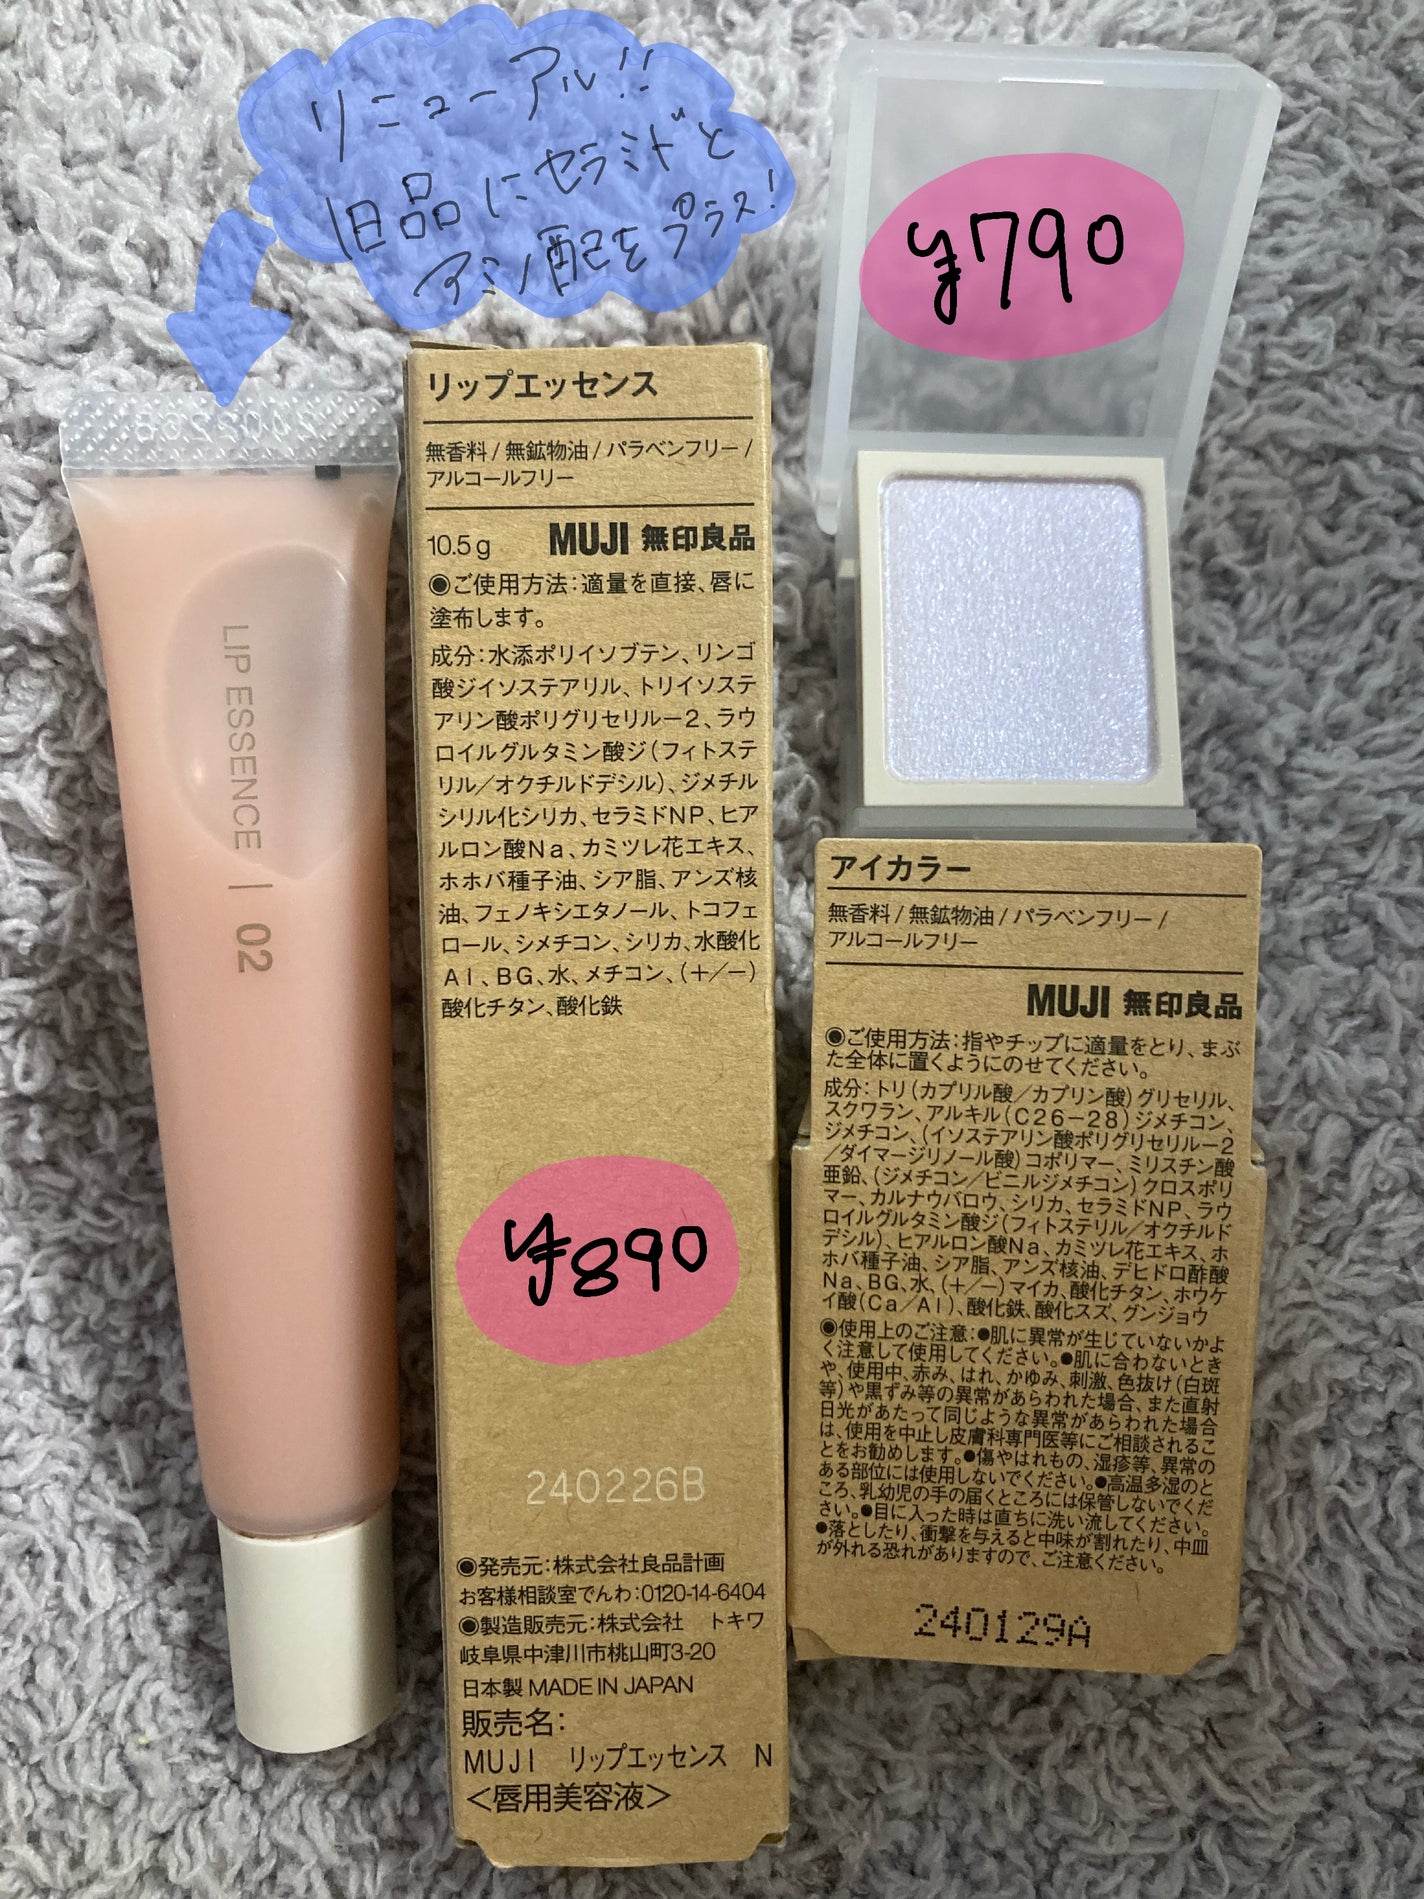 リニューアル!!
旧品にセラミドと
アミノ酸をプラス!
¥790
LIP ESSENCE | 02
リップエッセンス
無香料/無鉱物油/パラベンフリー/
アルコールフリー
10.5g MUJI 無印良品
◉ご使用方法:適量を直接、唇に
塗布します。
成分:水添ポリイソブテン、リンゴ
酸ジイソステアリル、トリイソステ
アリン酸ポリグリセリル−2、ラウ
ロイルグルタミン酸ジ(フィトステ
リル/オクチルドデシル)、ジメチル
シリル化シリカ、セラミドNP、ヒア
ルロン酸Na、カミツレ花エキス、
ホホバ種子油、シア脂、アンズ核
油、フェノキシエタノール、トコフェ
ロール、シメチコン、シリカ、水酸化
Al、BG、水、メチコン、(+/−)
酸化チタン、酸化鉄
¥890
240226B
◉発売元:株式会社良品計画
お客様相談室でんわ:0120-14-6404
◉製造販売元:株式会社 トキワ
岐阜県中津川市桃山町3-20
日本製 MADE IN JAPAN
販売名:
MUJI リップエッセンス N
<唇用美容液>
アイカラー
無香料/無鉱物油/パラベンフリー/
アルコールフリー
MUJI 無印良品
◉ご使用方法:指やチップに適量をとり、まぶ
た全体に置くようにのせてください。
成分:トリ(カプリル酸/カプリン酸)グリセリル、
スクワラン、アルキル(C26−28)ジメチコン、
ジメチコン、(イソステアリン酸ポリグリセリル−2
/ダイマージリノール酸)コポリマー、ミリスチン酸
亜鉛、(ジメチコン/ビニルジメチコン)クロスポリ
マー、カルナウバロウ、シリカ、セラミドNP、ラウ
ロイルグルタミン酸ジ(フィトステリル/オクチルド
デシル)、ヒアルロン酸Na、カミツレ花エキス、ホ
ホバ種子油、シア脂、アンズ核油、デヒドロ酢酸
Na、BG、水、(+/−)マイカ、酸化チタン、ホウケ
イ酸(Ca/Al)、酸化鉄、酸化スズ、グンジョウ
◉使用上のご注意:●肌に異常が生じていないかよ
く注意して使用してください。●肌に合わないとき
や、使用中、赤み、はれ、かゆみ、刺激、色抜け(白斑
等)や黒ずみ等の異常があらわれた場合、また直射
日光があたって同じような異常があらわれた場合
は、使用を中止し皮膚科専門医等にご相談されるこ
とをお勧めします。●傷やはれもの、湿疹等、異常の
ある部位には使用しないでください。●高温多湿のと
ころ、乳幼児の手の届くところには保管しないでくだ
さい。●目に入った時は直ちに洗い流してください。
●落としたり、衝撃を与えると中味が割れたり、中皿
が外れる恐れがありますので、ご注意ください。
240129A